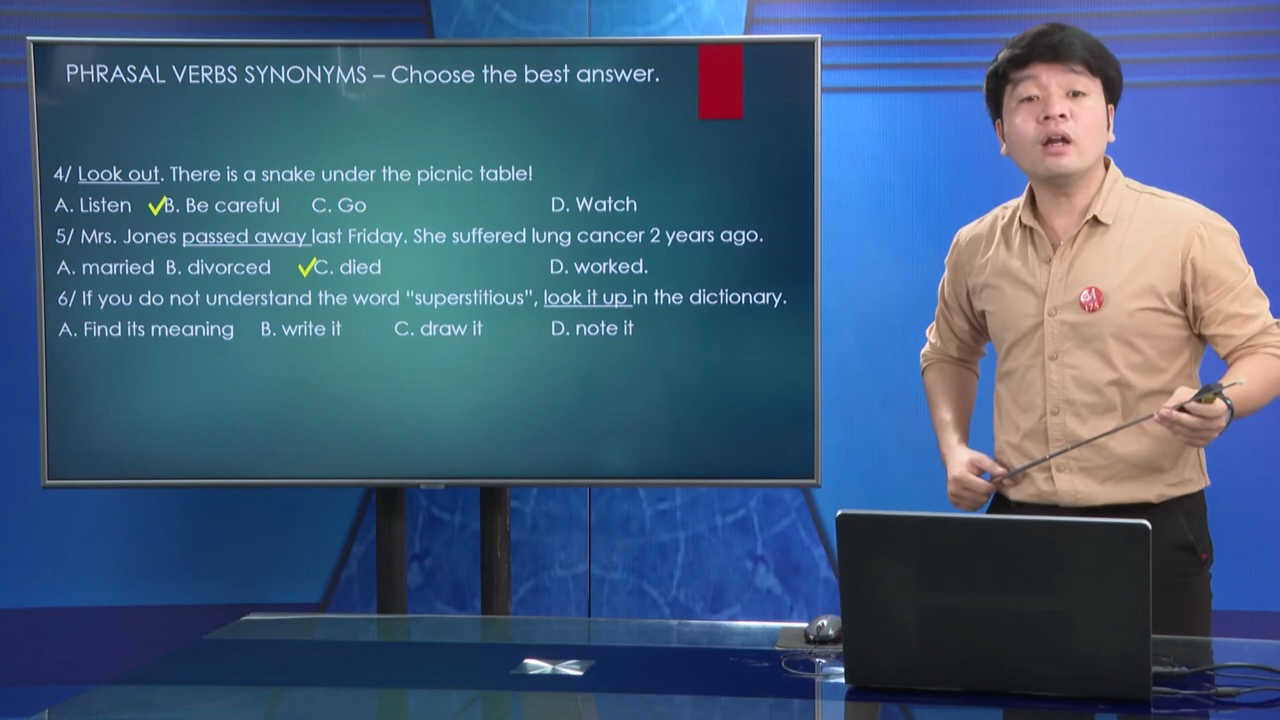 PHRASAL VERBS SYNONYMS – Choose the best answer.
4/ Look out. There is a snake under the picnic table!
A. Listen B. Be careful C. Go D. Watch
5/ Mrs. Jones passed away last Friday. She suffered lung cancer 2 years ago.
A. married B. divorced C. died D. worked.
6/ If you do not understand the word “superstitious”, look it up in the dictionary.
A. Find its meaning B. write it C. draw it D. note it